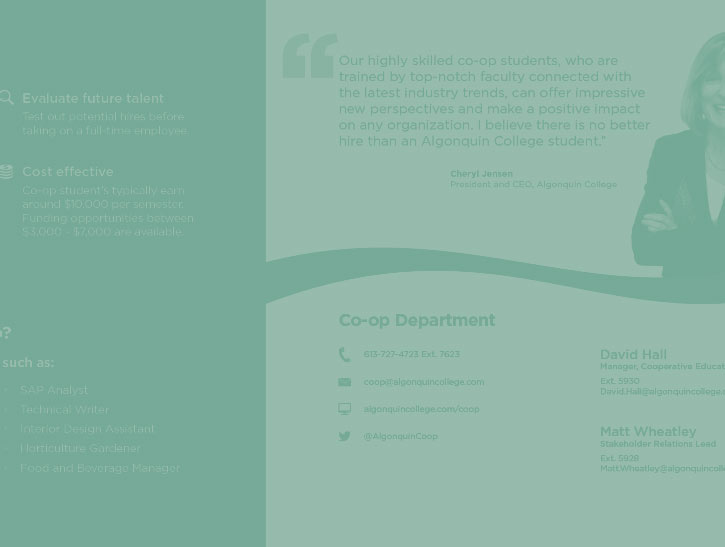 Evaluate future talent
Test out potential hires before
taking on a full-time employee.
Cost effective
Co-op student's typically earn
around $10,000 per semester.
Funding opportunities between
$3,000 - $7,000 are available.
?
such as:
· SAP Analyst
· Technical Writer
· Interior Design Assistant
· Horticulture Gardener
· Food and Beverage Manager
“
Our highly skilled co-op students, who are
trained by top-notch faculty connected with
the latest industry trends, can offer impressive
new perspectives and make a positive impact
on any organization. I believe there is no better
hire than an Algonquin College student.”
Cheryl Jensen
President and CEO, Algonquin College
Co-op Department
613-727-4723 Ext. 7623
coop@algonquincollege.com
algonquincollege.com/coop
@AlgonquinCoop
David Hall
Manager, Cooperative Educat
Ext. 5930
David.Hall@algonquincollege.
Matt Wheatley
Stakeholder Relations Lead
Ext. 5928
Matt.Wheatley@algonquincoll